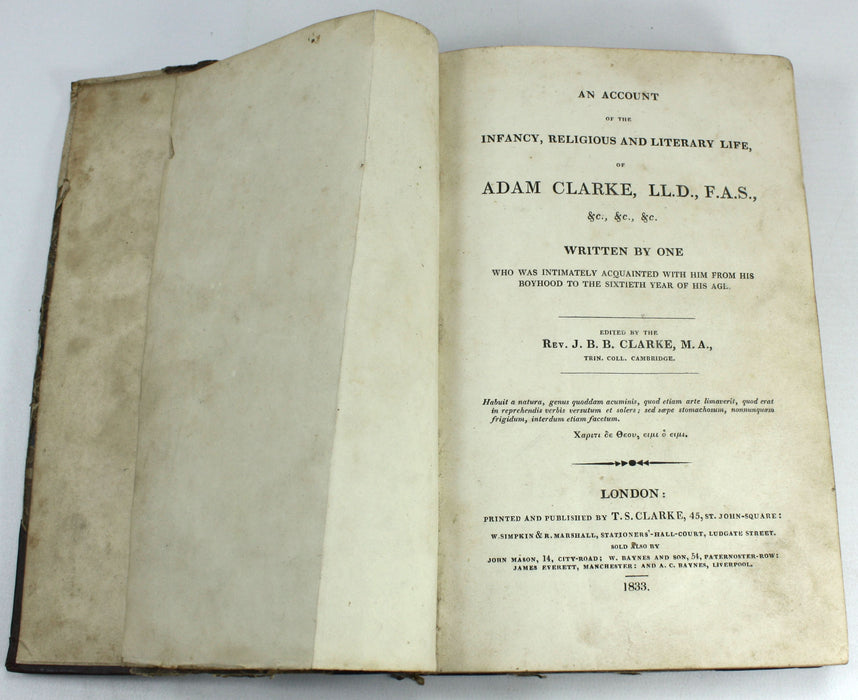 AN ACCOUNT
OF THE
INFANCY, RELIGIOUS AND LITERARY LIFE,
OF
ADAM CLARKE, LL.D., F.A.S.,
&c., &c., &c.
WRITTEN BY ONE
WHO WAS INTIMATELY ACQUAINTED WITH HIM FROM HIS
BOYHOOD TO THE SIXTIETH YEAR OF HIS AGE.
EDITED BY THE
REV. J. B. B. CLARKE, M.A.,
TRIN. COLL. CAMBRIDGE.
Habuit a natura, genus quoddam acuminis, quod etiam arte limaverit, quod erat
in reprehendis verbis versutum et solers; sed sæpe stomachosum, nonnunquam
frigidum, interdum etiam facetum.
Χαριτι δε Θεου, ειμι ὁ ειμι.
LONDON:
PRINTED AND PUBLISHED BY T. S. CLARKE, 45, ST. JOHN-SQUARE:
W. SIMPKIN & R. MARSHALL, STATIONERS'-HALL-COURT, LUDGATE STREET.
SOLD ALSO BY
JOHN MASON, 14, CITY-ROAD; W. BAYNES AND SON, 54, PATERNOSTER-ROW:
JAMES EVERETT, MANCHESTER: AND A. C. BAYNES, LIVERPOOL.
1833.